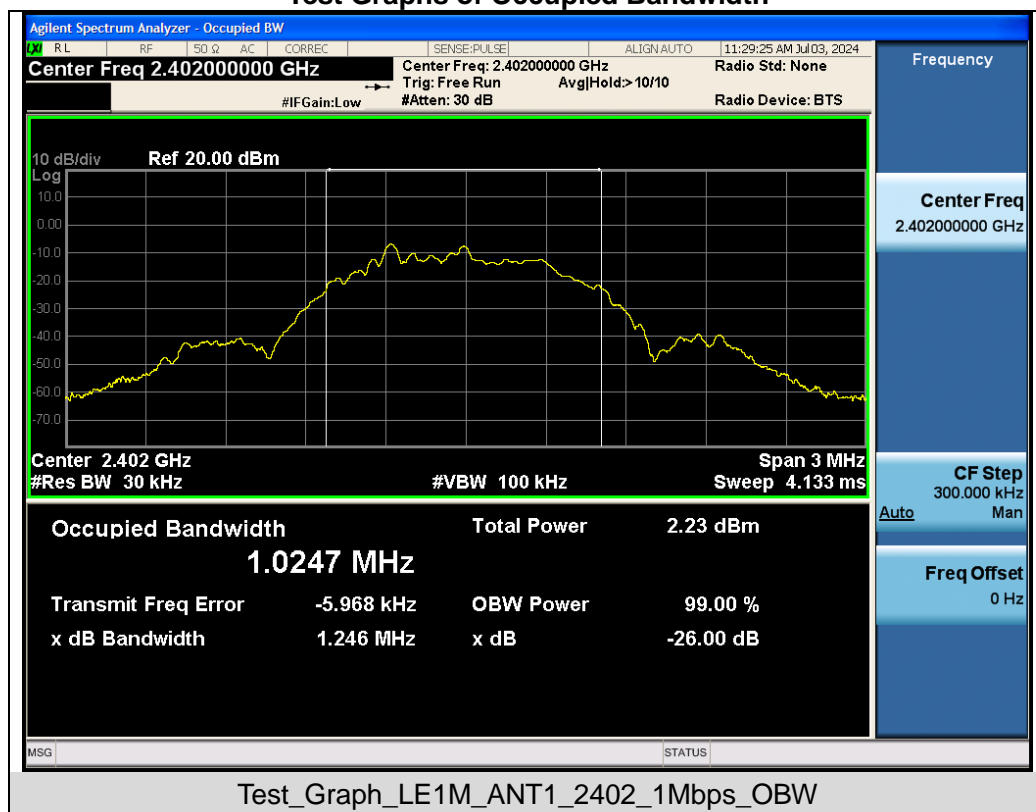 Test Graphs of Occupied Bandwidth
Agilent Spectrum Analyzer - Occupied BW
LXI RL RF 50 Ω AC CORREC SENSE:PULSE ALIGN AUTO 11:29:25 AM Jul 03, 2024
Center Freq 2.402000000 GHz Center Freq: 2.402000000 GHz Radio Std: None
Trig: Free Run Avg|Hold:> 10/10
#IFGain:Low #Atten: 30 dB Radio Device: BTS
10 dB/div Ref 20.00 dBm
Log
10.0
0.00
-10.0
-20.0
-30.0
-40.0
-50.0
-60.0
-70.0
Center 2.402 GHz Span 3 MHz
#Res BW 30 kHz #VBW 100 kHz Sweep 4.133 ms
Occupied Bandwidth Total Power 2.23 dBm
1.0247 MHz
Transmit Freq Error -5.968 kHz OBW Power 99.00 %
x dB Bandwidth 1.246 MHz x dB -26.00 dB
Frequency
Center Freq
2.402000000 GHz
CF Step
300.000 kHz
Auto Man
Freq Offset
0 Hz
MSG STATUS
Test_Graph_LE1M_ANT1_2402_1Mbps_OBW